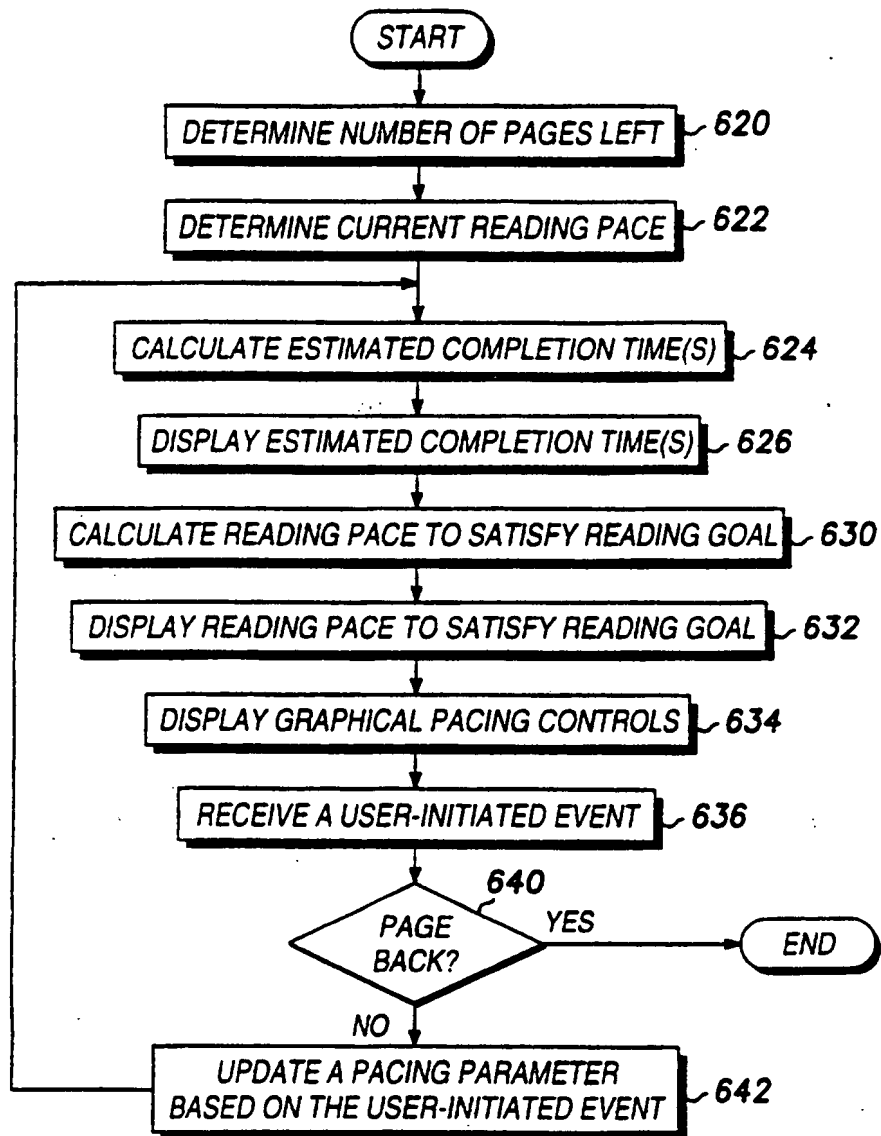 START
DETERMINE NUMBER OF PAGES LEFT 620
DETERMINE CURRENT READING PACE 622
CALCULATE ESTIMATED COMPLETION TIME(S) 624
DISPLAY ESTIMATED COMPLETION TIME(S) 626
CALCULATE READING PACE TO SATISFY READING GOAL 630
DISPLAY READING PACE TO SATISFY READING GOAL 632
DISPLAY GRAPHICAL PACING CONTROLS 634
RECEIVE A USER-INITIATED EVENT 636
640
PAGE
BACK?
YES
END
NO
UPDATE A PACING PARAMETER
BASED ON THE USER-INITIATED EVENT 642